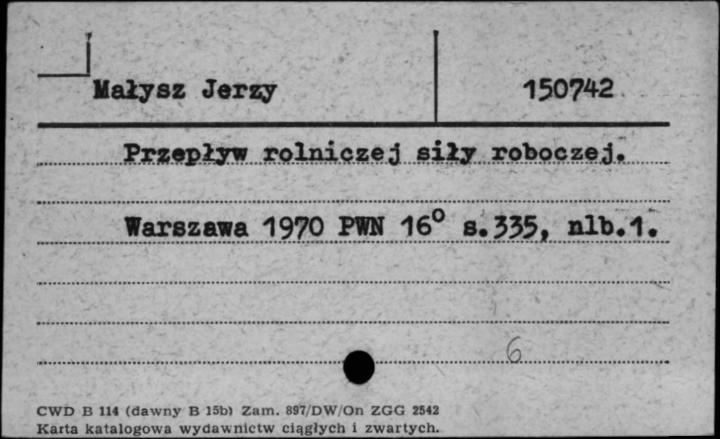 Małysz Jerzy 150742
Przepływ rolniczej siły roboczej.
Warszawa 1970 PWN 16° s.335, nlb.1.
6
CWD B 114 (dawny B 15b) Zam. 897/DW/On ZGG 2542
Karta katalogowa wydawnictw ciągłych i zwartych.